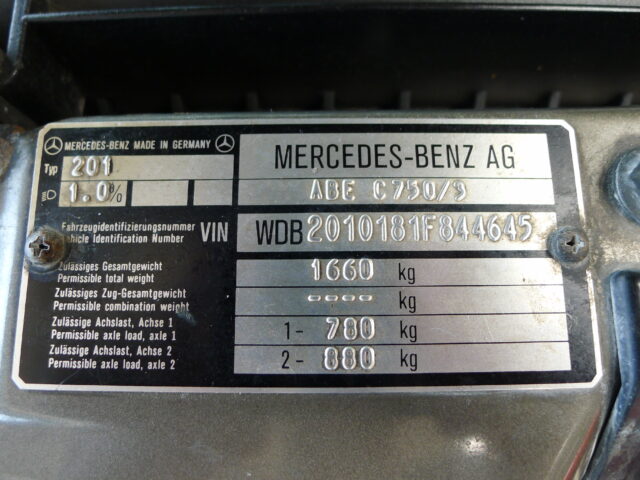 MERCEDES-BENZ MADE IN GERMANY
Typ 201
1.0%
MERCEDES-BENZ AG
ABE C750/9
Fahrzeugidentifizierungsnummer
Vehicle Identification Number
VIN WDB2010181F844645
Zulässiges Gesamtgewicht
Permissible total weight
1660 kg
Zulässiges Zug-Gesamtgewicht
Permissible combination weight
---- kg
Zulässige Achslast, Achse 1
Permissible axle load, axle 1
1- 780 kg
Zulässige Achslast, Achse 2
Permissible axle load, axle 2
2- 880 kg